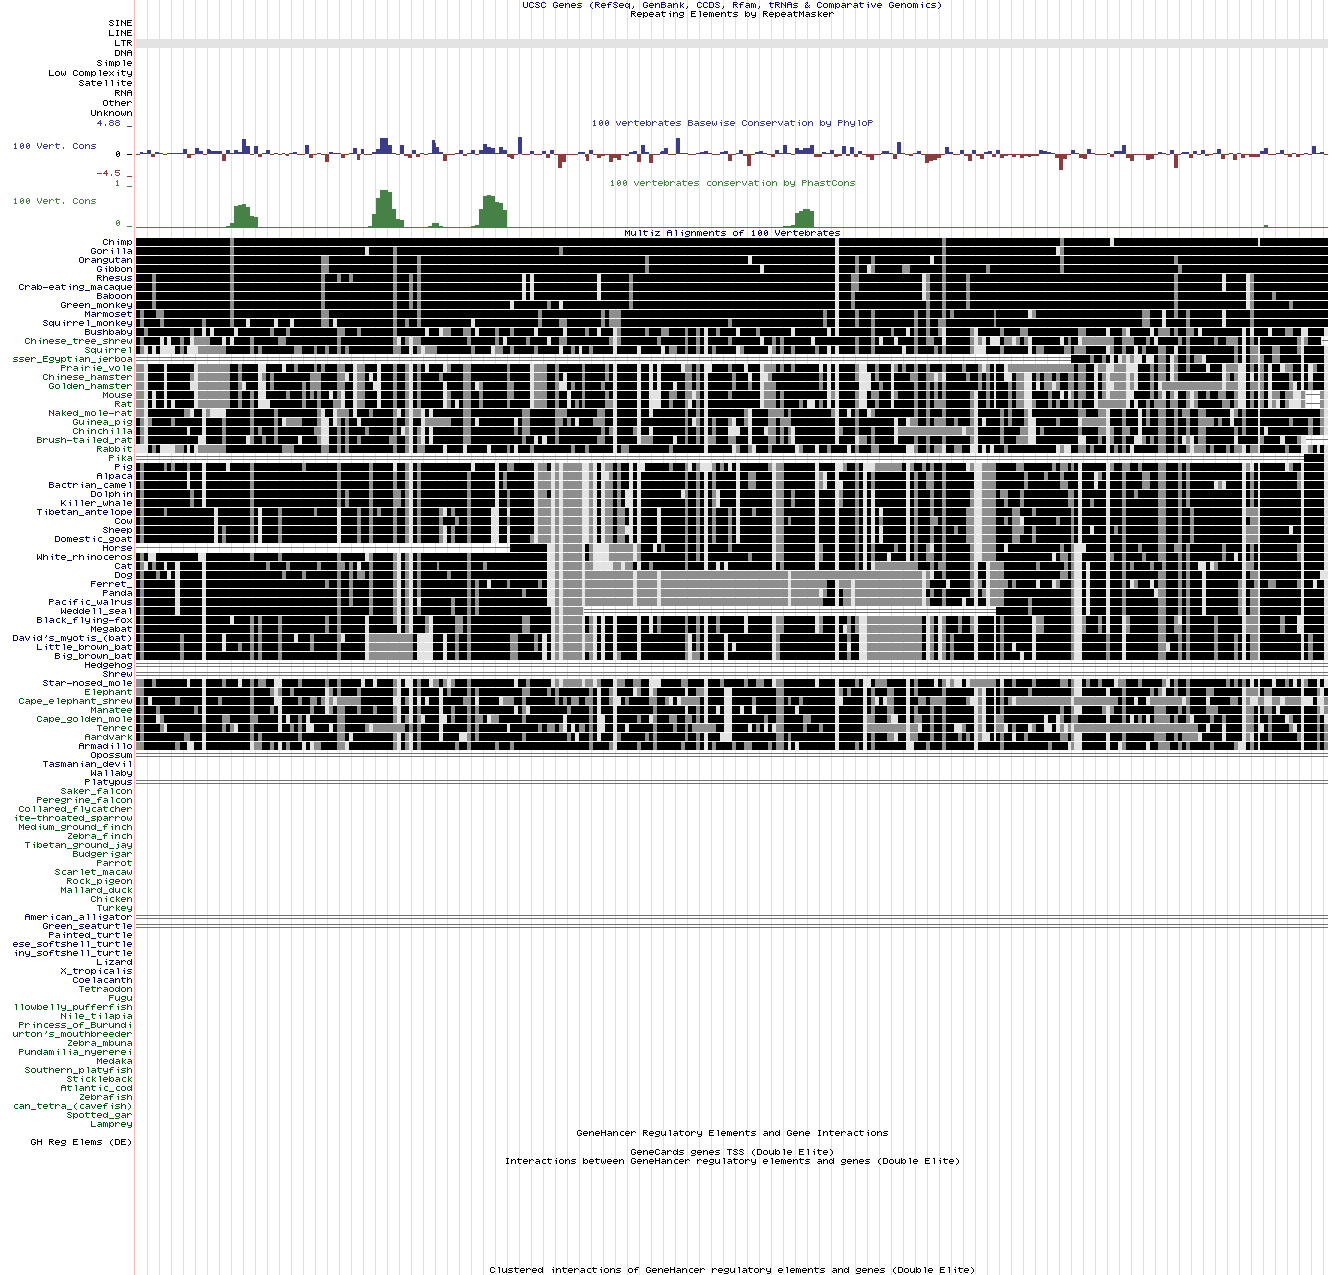 UCSC Genes (RefSeq, GenBank, CCDS, Rfam, tRNAs & Comparative Genomics)
Repeating Elements by RepeatMasker
SINE
LINE
LTR
DNA
Simple
Low Complexity
Satellite
RNA
Other
Unknown
4.88 _
100 vertebrates Basewise Conservation by PhyloP
100 Vert. Cons
0 _
-4.5 _
1 _
100 vertebrates conservation by PhastCons
100 Vert. Cons
0 _
Multiz Alignments of 100 Vertebrates
Chimp
Gorilla
Orangutan
Gibbon
Rhesus
Crab-eating_macaque
Baboon
Green_monkey
Marmoset
Squirrel_monkey
Bushbaby
Chinese_tree_shrew
Squirrel
sser_Egyptian_jerboa
Prairie_vole
Chinese_hamster
Golden_hamster
Mouse
Rat
Naked_mole-rat
Guinea_pig
Chinchilla
Brush-tailed_rat
Rabbit
Pika
Pig
Alpaca
Bactrian_camel
Dolphin
Killer_whale
Tibetan_antelope
Cow
Sheep
Domestic_goat
Horse
White_rhinoceros
Cat
Dog
Ferret_
Panda
Pacific_walrus
Weddell_seal
Black_flying-fox
Megabat
David's_myotis_(bat)
Little_brown_bat
Big_brown_bat
Hedgehog
Shrew
Star-nosed_mole
Elephant
Cape_elephant_shrew
Manatee
Cape_golden_mole
Tenrec
Aardvark
Armadillo
Opossum
Tasmanian_devil
Wallaby
Platypus
Saker_falcon
Peregrine_falcon
Collared_flycatcher
ite-throated_sparrow
Medium_ground_finch
Zebra_finch
Tibetan_ground_jay
Budgerigar
Parrot
Scarlet_macaw
Rock_pigeon
Mallard_duck
Chicken
Turkey
American_alligator
Green_seaturtle
Painted_turtle
ese_softshell_turtle
iny_softshell_turtle
Lizard
X_tropicalis
Coelacanth
Tetraodon
Fugu
llowbelly_pufferfish
Nile_tilapia
Princess_of_Burundi
urton's_mouthbreeder
Zebra_mbuna
Pundamilia_nyererei
Medaka
Southern_platyfish
Stickleback
Atlantic_cod
Zebrafish
can_tetra_(cavefish)
Spotted_gar
Lamprey
GeneHancer Regulatory Elements and Gene Interactions
GH Reg Elems (DE)
GeneCards genes TSS (Double Elite)
Interactions between GeneHancer regulatory elements and genes (Double Elite)
Clustered interactions of GeneHancer regulatory elements and genes (Double Elite)